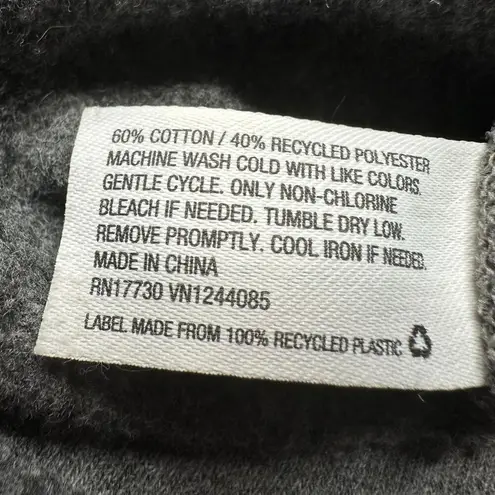 60% COTTON / 40% RECYCLED POLYESTER
MACHINE WASH COLD WITH LIKE COLORS.
GENTLE CYCLE. ONLY NON-CHLORINE
BLEACH IF NEEDED. TUMBLE DRY LOW.
REMOVE PROMPTLY. COOL IRON IF NEEDED.
MADE IN CHINA
RN17730 VN1244085
LABEL MADE FROM 100% RECYCLED PLASTIC